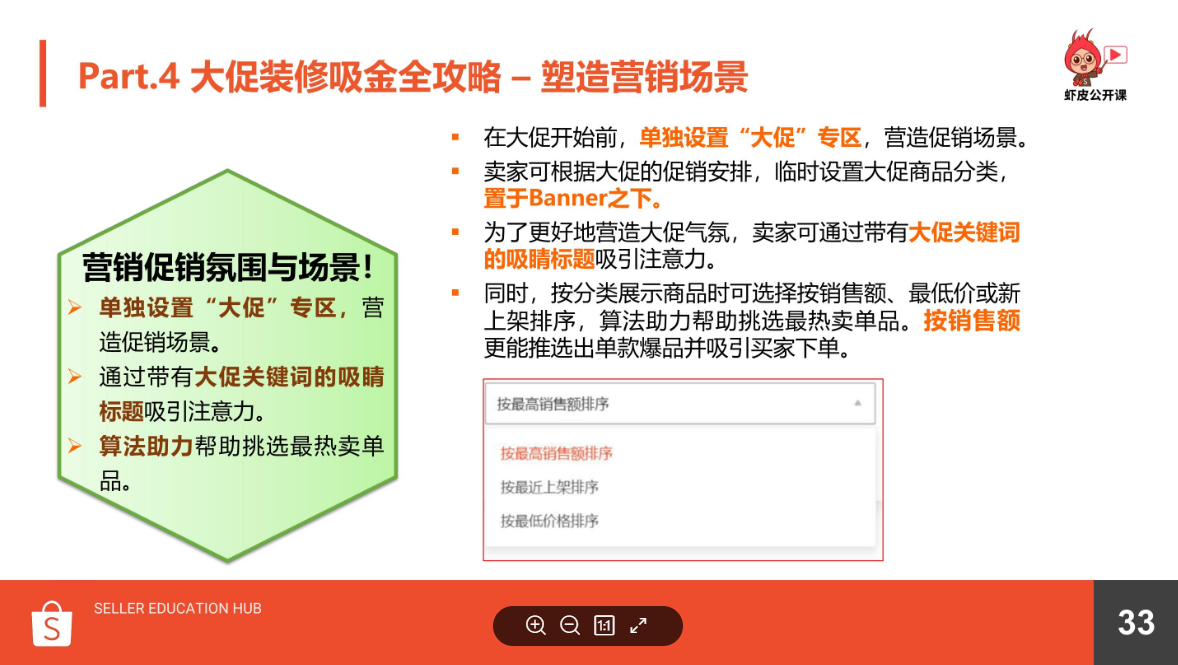 Part.4 大促装修吸金全攻略 – 塑造营销场景
虾皮公开课
营销促销氛围与场景！
➢ 单独设置“大促”专区，营
造促销场景。
➢ 通过带有大促关键词的吸睛
标题吸引注意力。
➢ 算法助力帮助挑选最热卖单
品。
▪ 在大促开始前，单独设置“大促”专区，营造促销场景。
▪ 卖家可根据大促的促销安排，临时设置大促商品分类，
置于Banner之下。
▪ 为了更好地营造大促气氛，卖家可通过带有大促关键词
的吸睛标题吸引注意力。
▪ 同时，按分类展示商品时可选择按销售额、最低价或新
上架排序，算法助力帮助挑选最热卖单品。按销售额
更能推选出单款爆品并吸引买家下单。
按最高销售额排序
按最高销售额排序
按最近上架排序
按最低价格排序
S
SELLER EDUCATION HUB
1:1
33